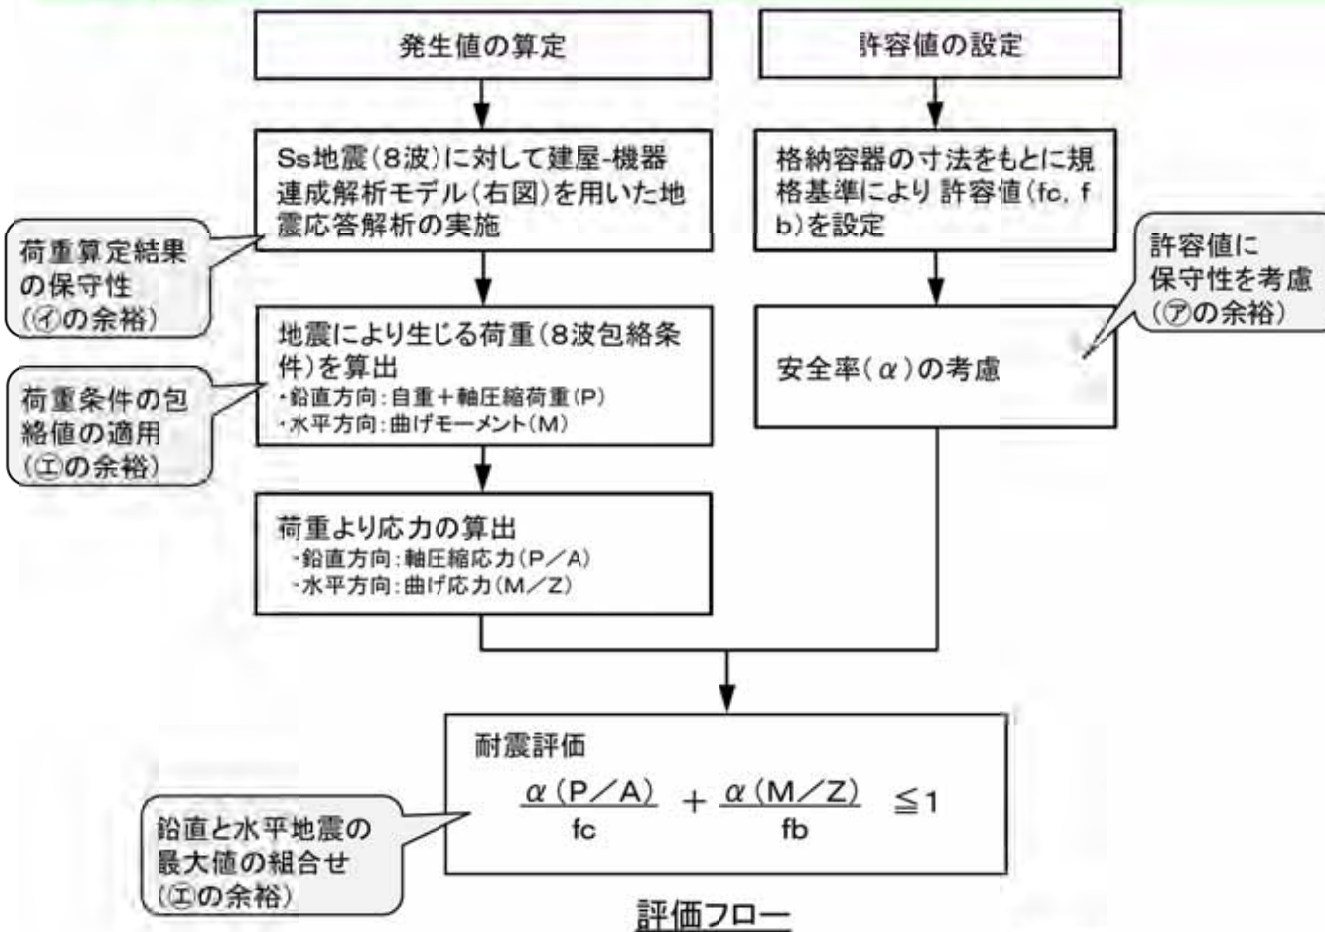 発生値の算定
許容値の設定
Ss地震(8波)に対して建屋-機器
連成解析モデル(右図)を用いた地
震応答解析の実施
格納容器の寸法をもとに規
格基準により許容値(fc, f
b)を設定
荷重算定結果
の保守性
(㋑の余裕)
許容値に
保守性を考慮
(㋐の余裕)
地震により生じる荷重(8波包絡条
件)を算出
・鉛直方向:自重+軸圧縮荷重(P)
・水平方向:曲げモーメント(M)
安全率(α)の考慮
荷重条件の包
絡値の適用
(㋓の余裕)
荷重より応力の算出
・鉛直方向:軸圧縮応力(P/A)
・水平方向:曲げ応力(M/Z)
耐震評価
α(P/A) + α(M/Z) ≦1
fc fb
鉛直と水平地震の
最大値の組合せ
(㋓の余裕)
評価フロー